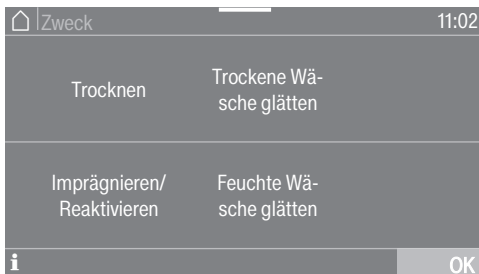 Zweck 11:02
Trocknen
Trockene Wä-
sche glätten
Imprägnieren/
Reaktivieren
Feuchte Wä-
sche glätten
i OK